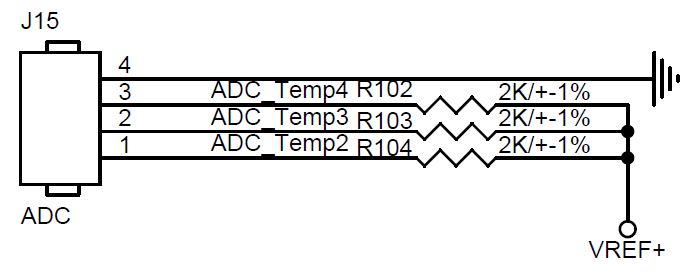 J15
4
3 ADC_Temp4 R102 2K/+-1%
2 ADC_Temp3 R103 2K/+-1%
1 ADC_Temp2 R104 2K/+-1%
ADC
VREF+